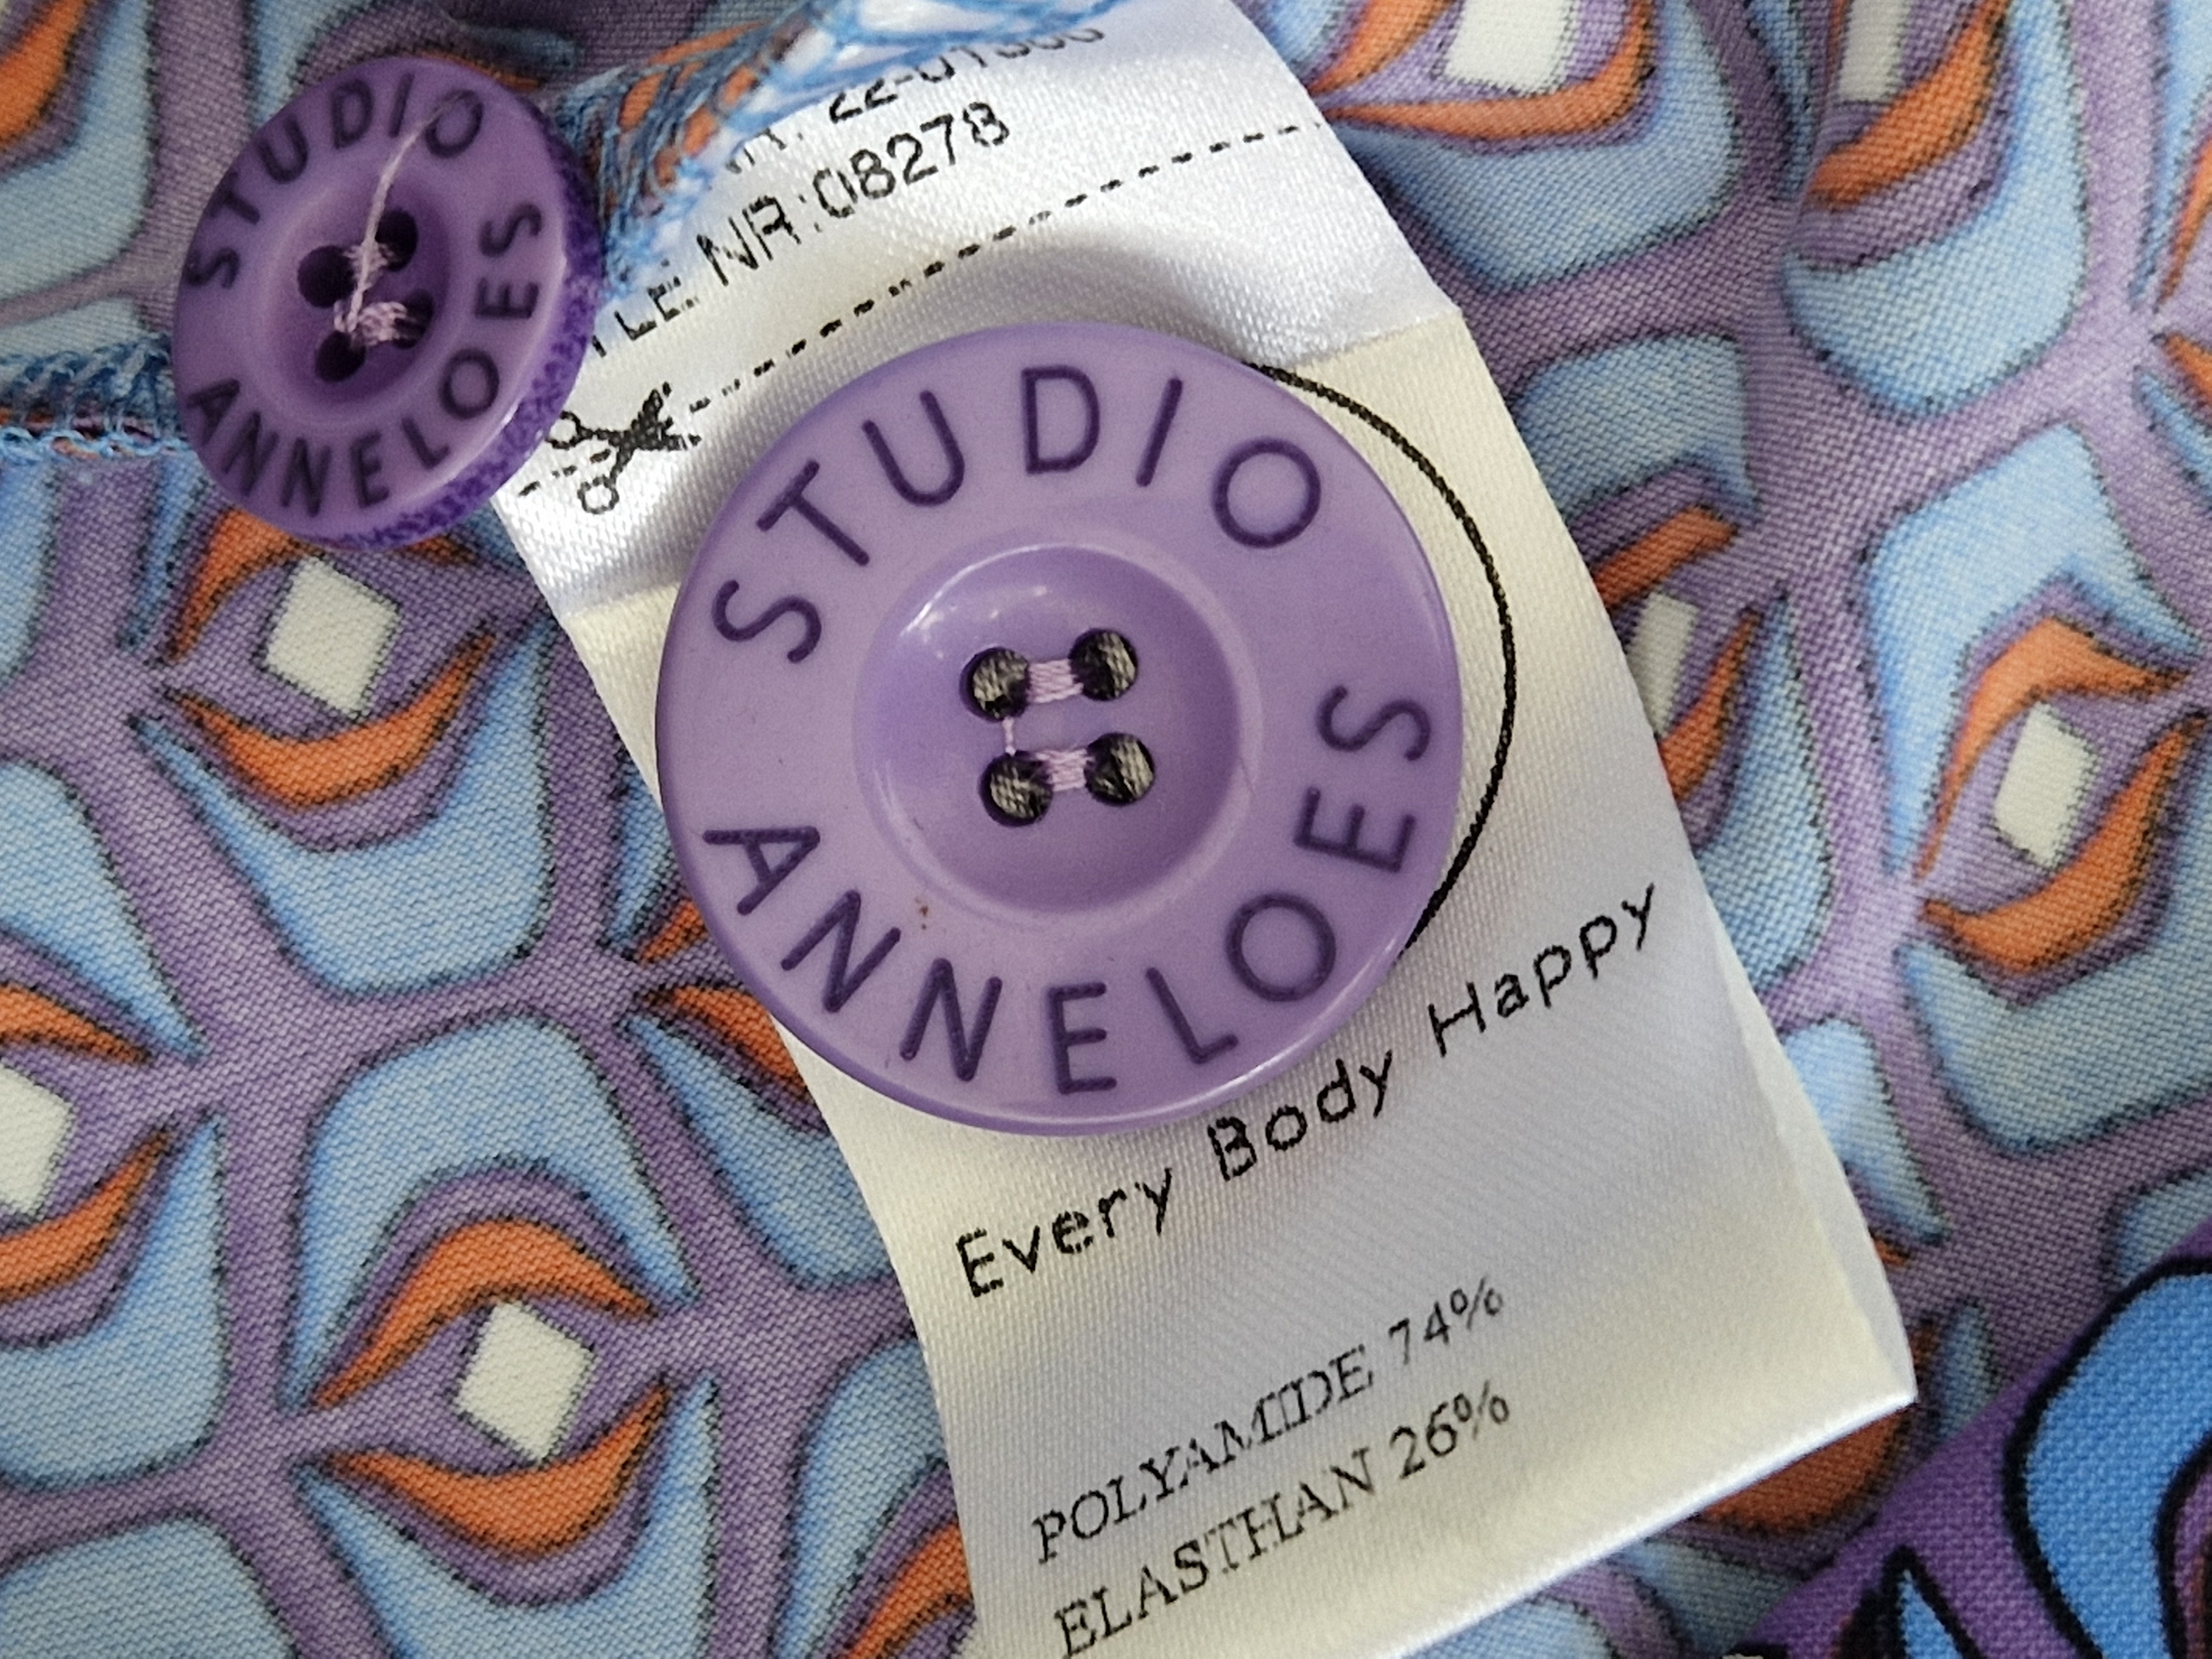 STUDIO
ANNELOES
NR:08278
STUDIO
ANNELOES
Every Body Happy
POLYAMIDE 74%
ELASTHAN 26%